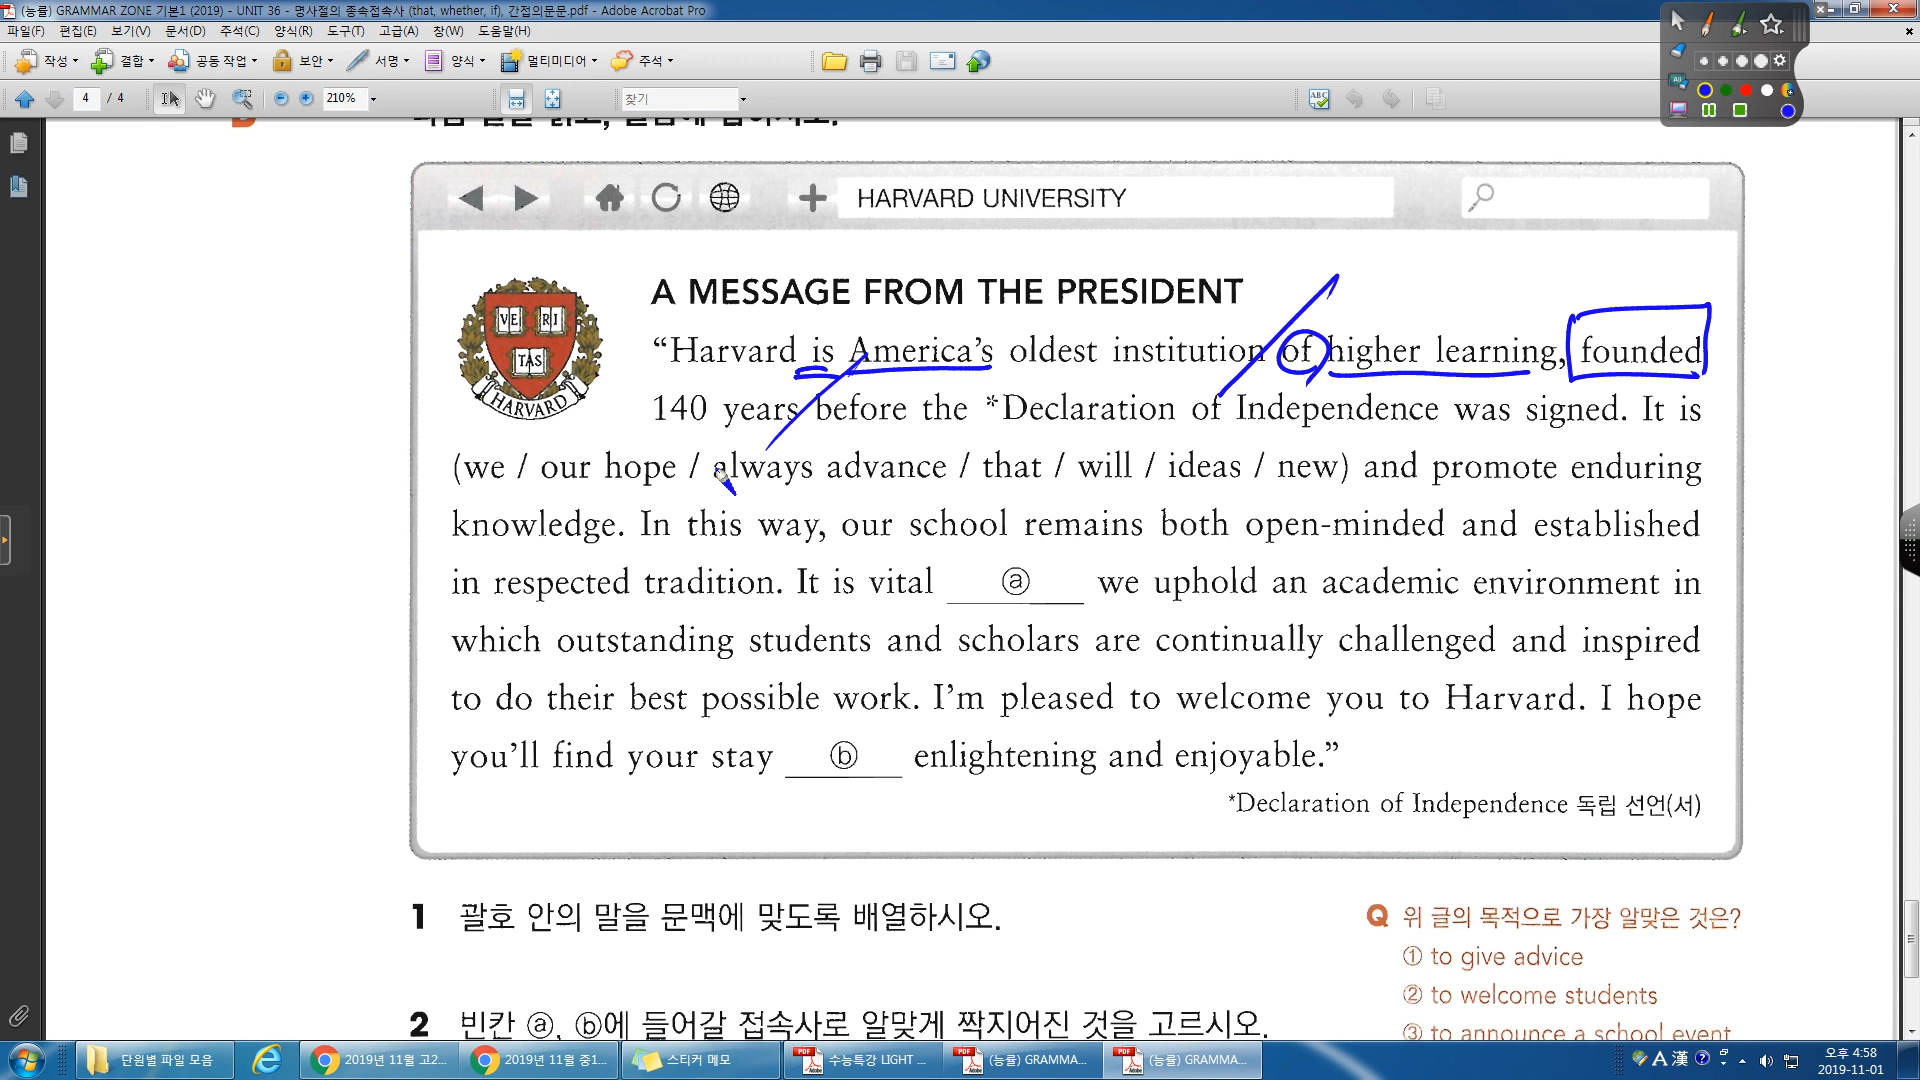 (능률) GRAMMAR ZONE 기본1 (2019) - UNIT 36 - 명사절의 종속접속사 (that, whether, if), 간접의문문.pdf - Adobe Acrobat Pro
파일(F) 편집(E) 보기(V) 문서(D) 주석(C) 양식(R) 도구(T) 고급(A) 창(W) 도움말(H)
작성 결합 공동 작업 보안 서명 양식 멀티미디어 주석
4 / 4 210% 찾기
HARVARD UNIVERSITY
VE RI
TAS
HARVARD
A MESSAGE FROM THE PRESIDENT
“Harvard is America’s oldest institution of higher learning, founded
140 years before the *Declaration of Independence was signed. It is
(we / our hope / always advance / that / will / ideas / new) and promote enduring
knowledge. In this way, our school remains both open-minded and established
in respected tradition. It is vital ⓐ we uphold an academic environment in
which outstanding students and scholars are continually challenged and inspired
to do their best possible work. I’m pleased to welcome you to Harvard. I hope
you’ll find your stay ⓑ enlightening and enjoyable.”
*Declaration of Independence 독립 선언(서)
1 괄호 안의 말을 문맥에 맞도록 배열하시오.
2 빈칸 ⓐ, ⓑ에 들어갈 접속사로 알맞게 짝지어진 것을 고르시오.
Q 위 글의 목적으로 가장 알맞은 것은?
① to give advice
② to welcome students
③ to announce a school event
단원별 파일 모음 2019년 11월 고2... 2019년 11월 중1... 스티커 메모 수능특강 LIGHT ... (능률) GRAMMA... (능률) GRAMMA...
A 漢
오후 4:58
2019-11-01